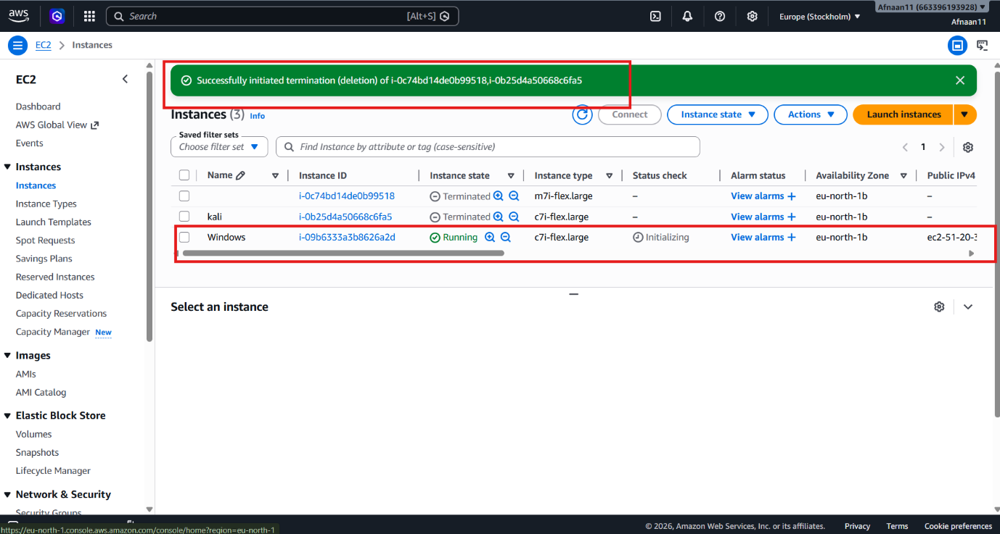 aws
Search [Alt+S]
Europe (Stockholm)
Afnaan11 (663396193928)
Afnaan11
EC2 Instances
EC2
Dashboard
AWS Global View
Events
Instances
Instances
Instance Types
Launch Templates
Spot Requests
Savings Plans
Reserved Instances
Dedicated Hosts
Capacity Reservations
Capacity Manager New
Images
AMIs
AMI Catalog
Elastic Block Store
Volumes
Snapshots
Lifecycle Manager
Network & Security
Security Groups
Successfully initiated termination (deletion) of i-0c74bd14de0b99518,i-0b25d4a50668c6fa5
Instances (3) Info
Connect Instance state Actions Launch instances
Saved filter sets
Choose filter set
Find Instance by attribute or tag (case-sensitive)
1
Name Instance ID Instance state Instance type Status check Alarm status Availability Zone Public IPv4
i-0c74bd14de0b99518 Terminated m7i-flex.large – View alarms + eu-north-1b –
kali i-0b25d4a50668c6fa5 Terminated c7i-flex.large – View alarms + eu-north-1b –
Windows i-09b6333a3b8626a2d Running c7i-flex.large Initializing View alarms + eu-north-1b ec2-51-20-3
Select an instance
https://eu-north-1.console.aws.amazon.com/console/home?region=eu-north-1
© 2026, Amazon Web Services, Inc. or its affiliates. Privacy Terms Cookie preferences